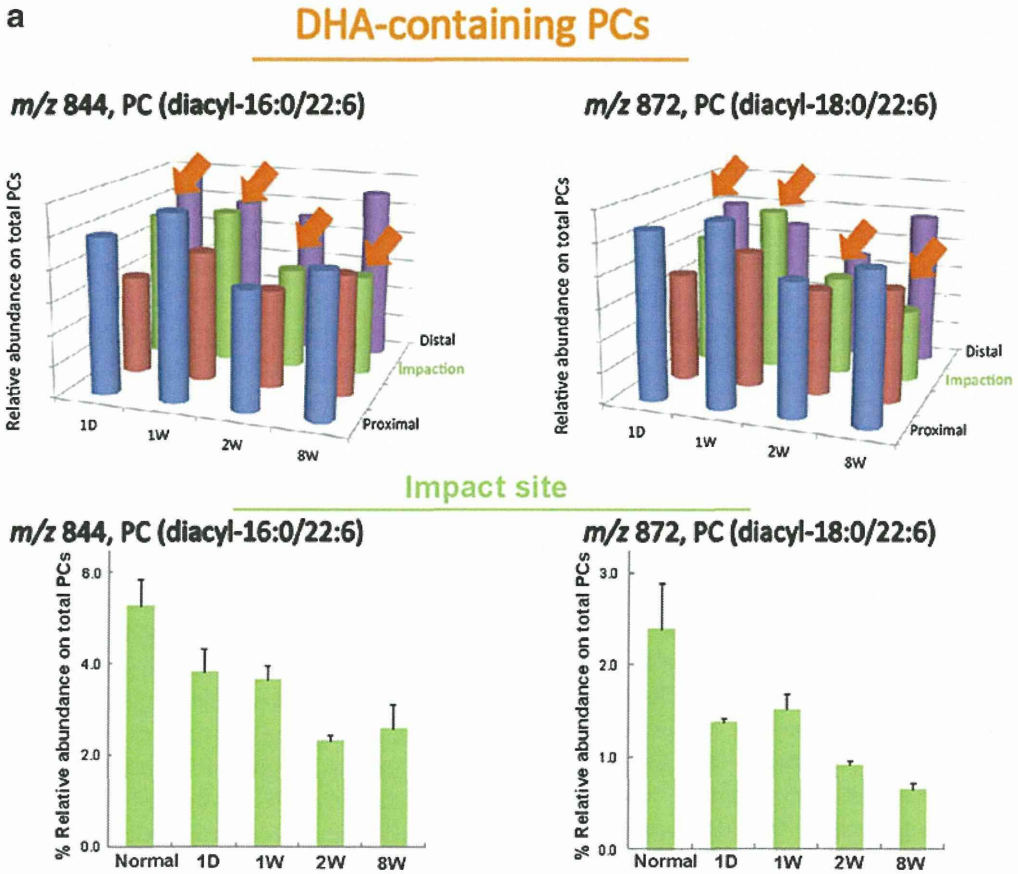 a
DHA-containing PCs
m/z 844, PC (diacyl-16:0/22:6)
m/z 872, PC (diacyl-18:0/22:6)
Relative abundance on total PCs
Distal
Impaction
Proximal
1D
1W
2W
8W
Relative abundance on total PCs
Distal
Impaction
Proximal
1D
1W
2W
8W
Impact site
m/z 844, PC (diacyl-16:0/22:6)
m/z 872, PC (diacyl-18:0/22:6)
% Relative abundance on total PCs
6.0
4.0
2.0
0.0
Normal 1D 1W 2W 8W
% Relative abundance on total PCs
3.0
2.0
1.0
0.0
Normal 1D 1W 2W 8W